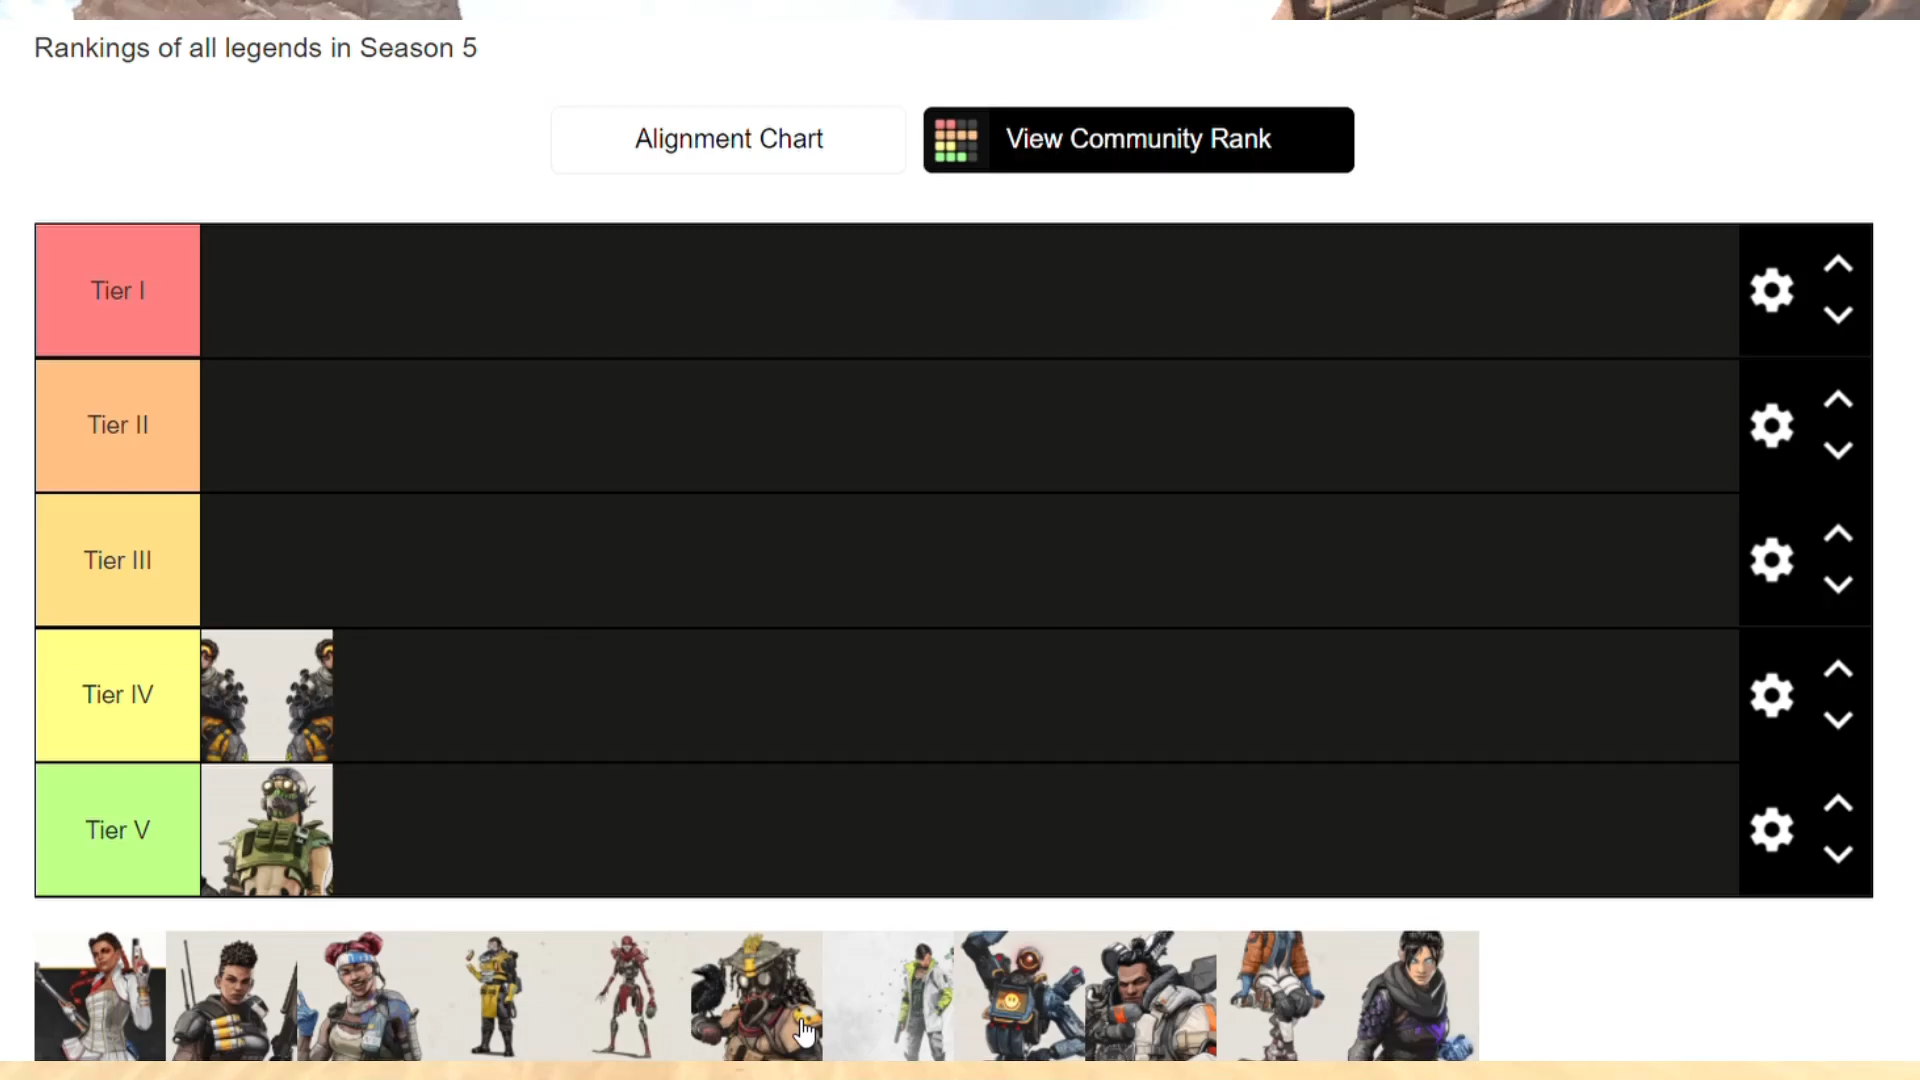 Rankings of all legends in Season 5
Alignment Chart
View Community Rank
Tier I
Tier II
Tier III
Tier IV
Tier V